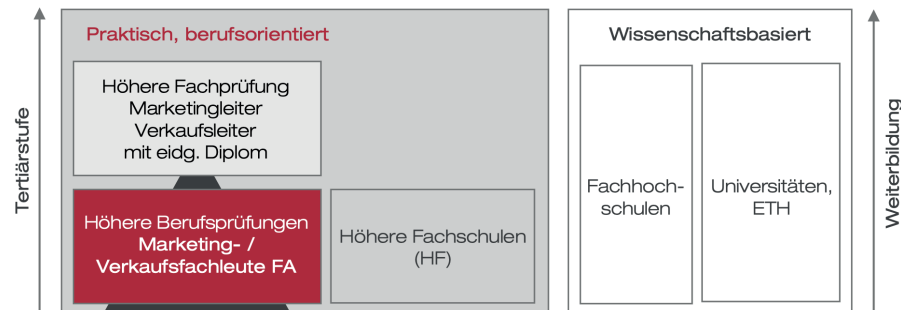 Tertiärstufe
Praktisch, berufsorientiert
Höhere Fachprüfung
Marketingleiter
Verkaufsleiter
mit eidg. Diplom
Höhere Berufsprüfungen
Marketing- /
Verkaufsfachleute FA
Höhere Fachschulen
(HF)
Wissenschaftsbasiert
Fachhoch-
schulen
Universitäten,
ETH
Weiterbildung